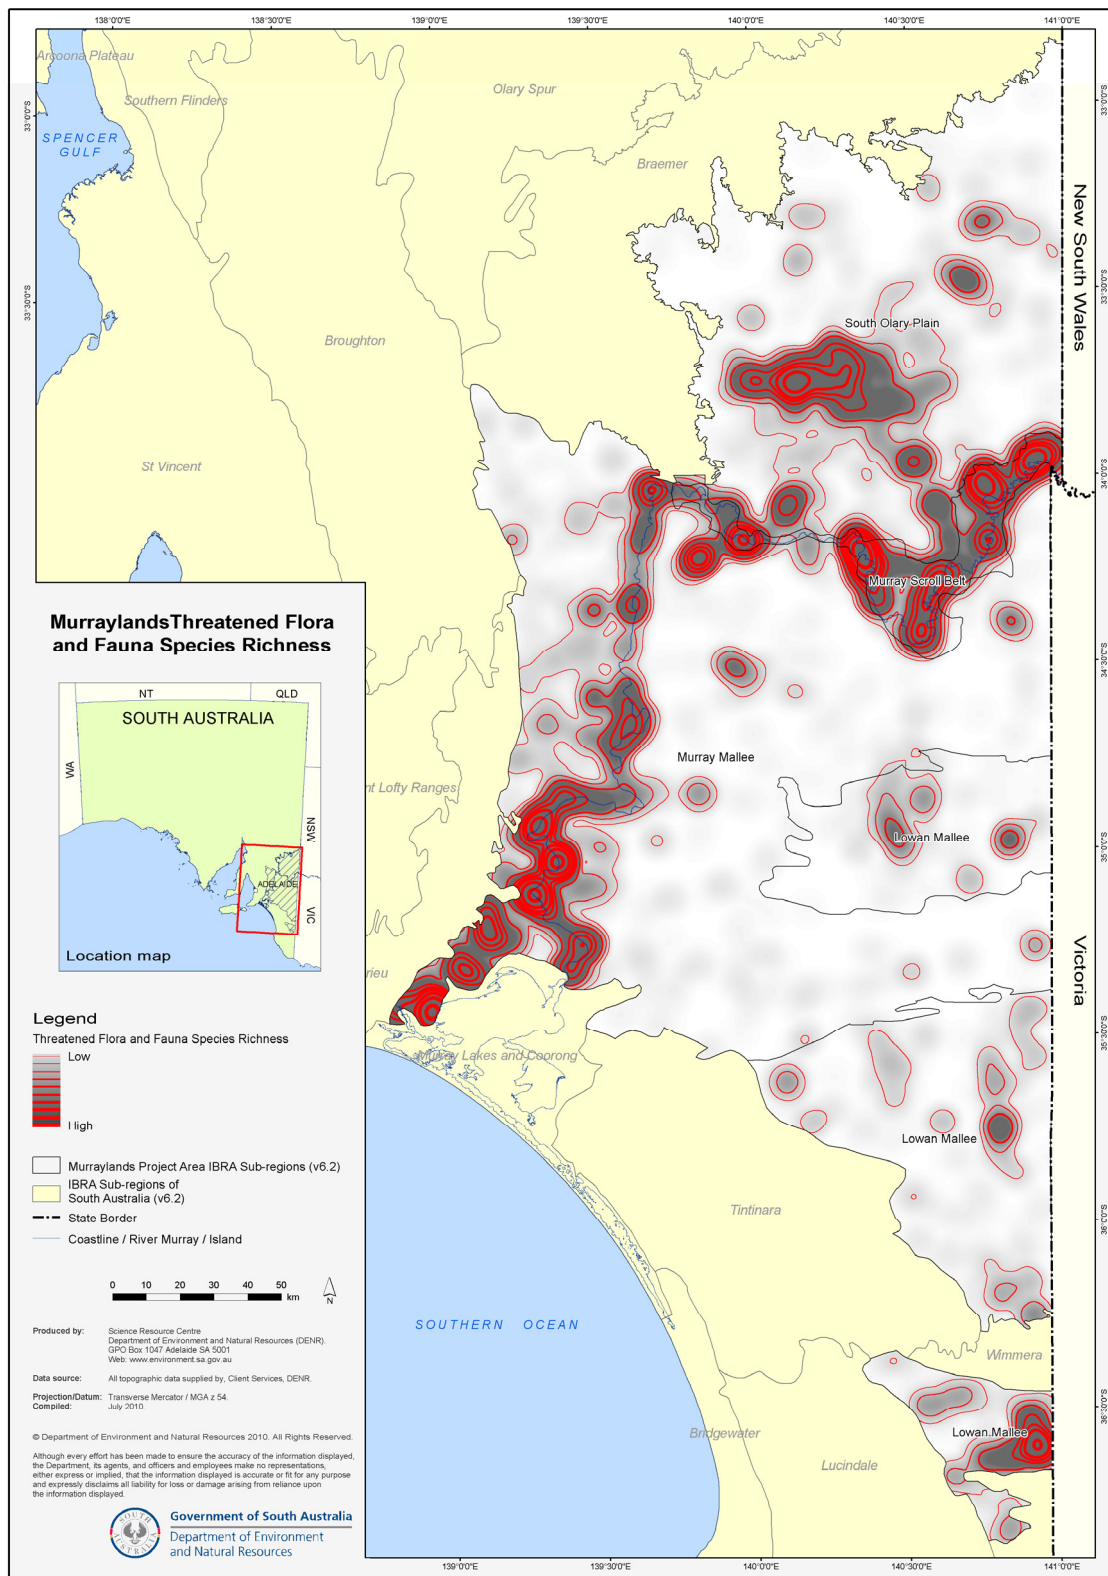 138°0'0"E
138°30'0"E
139°0'0"E
139°30'0"E
140°0'0"E
140°30'0"E
141°0'0"E
Arcoona Plateau
Southern Flinders
Olary Spur
33°0'0"S
33°0'0"S
SPENCER
GULF
Braemer
New South Wales
33°30'0"S
33°30'0"S
South Olary Plain
Broughton
St Vincent
34°0'0"S
Murray Scroll Belt
MurraylandsThreatened Flora
and Fauna Species Richness
34°30'0"S
NT
QLD
SOUTH AUSTRALIA
WA
NSW
ADELAIDE
VIC
Location map
Murray Mallee
nt Lofty Ranges
Lowan Mallee
35°0'0"S
Victoria
rieu
Legend
Threatened Flora and Fauna Species Richness
Low
High
35°30'0"S
Murray Lakes and Coorong
Lowan Mallee
Murraylands Project Area IBRA Sub-regions (v6.2)
IBRA Sub-regions of
South Australia (v6.2)
State Border
Coastline / River Murray / Island
Tintinara
36°0'0"S
0 10 20 30 40 50
km
N
SOUTHERN OCEAN
Produced by: Science Resource Centre
Department of Environment and Natural Resources (DENR).
GPO Box 1047 Adelaide SA 5001
Web: www.environment.sa.gov.au
Data source: All topographic data supplied by, Client Services, DENR.
Projection/Datum: Transverse Mercator / MGA z 54.
Compiled: July 2010.
Wimmera
36°30'0"S
Lowan Mallee
Bridgewater
Lucindale
© Department of Environment and Natural Resources 2010. All Rights Reserved.
Although every effort has been made to ensure the accuracy of the information displayed,
the Department, its agents, and officers and employees make no representations,
either express or implied, that the information displayed is accurate or fit for any purpose
and expressly disclaims all liability for loss or damage arising from reliance upon
the information displayed.
SOUTH
AUSTRALIA
Government of South Australia
Department of Environment
and Natural Resources
139°0'0"E
139°30'0"E
140°0'0"E
140°30'0"E
141°0'0"E